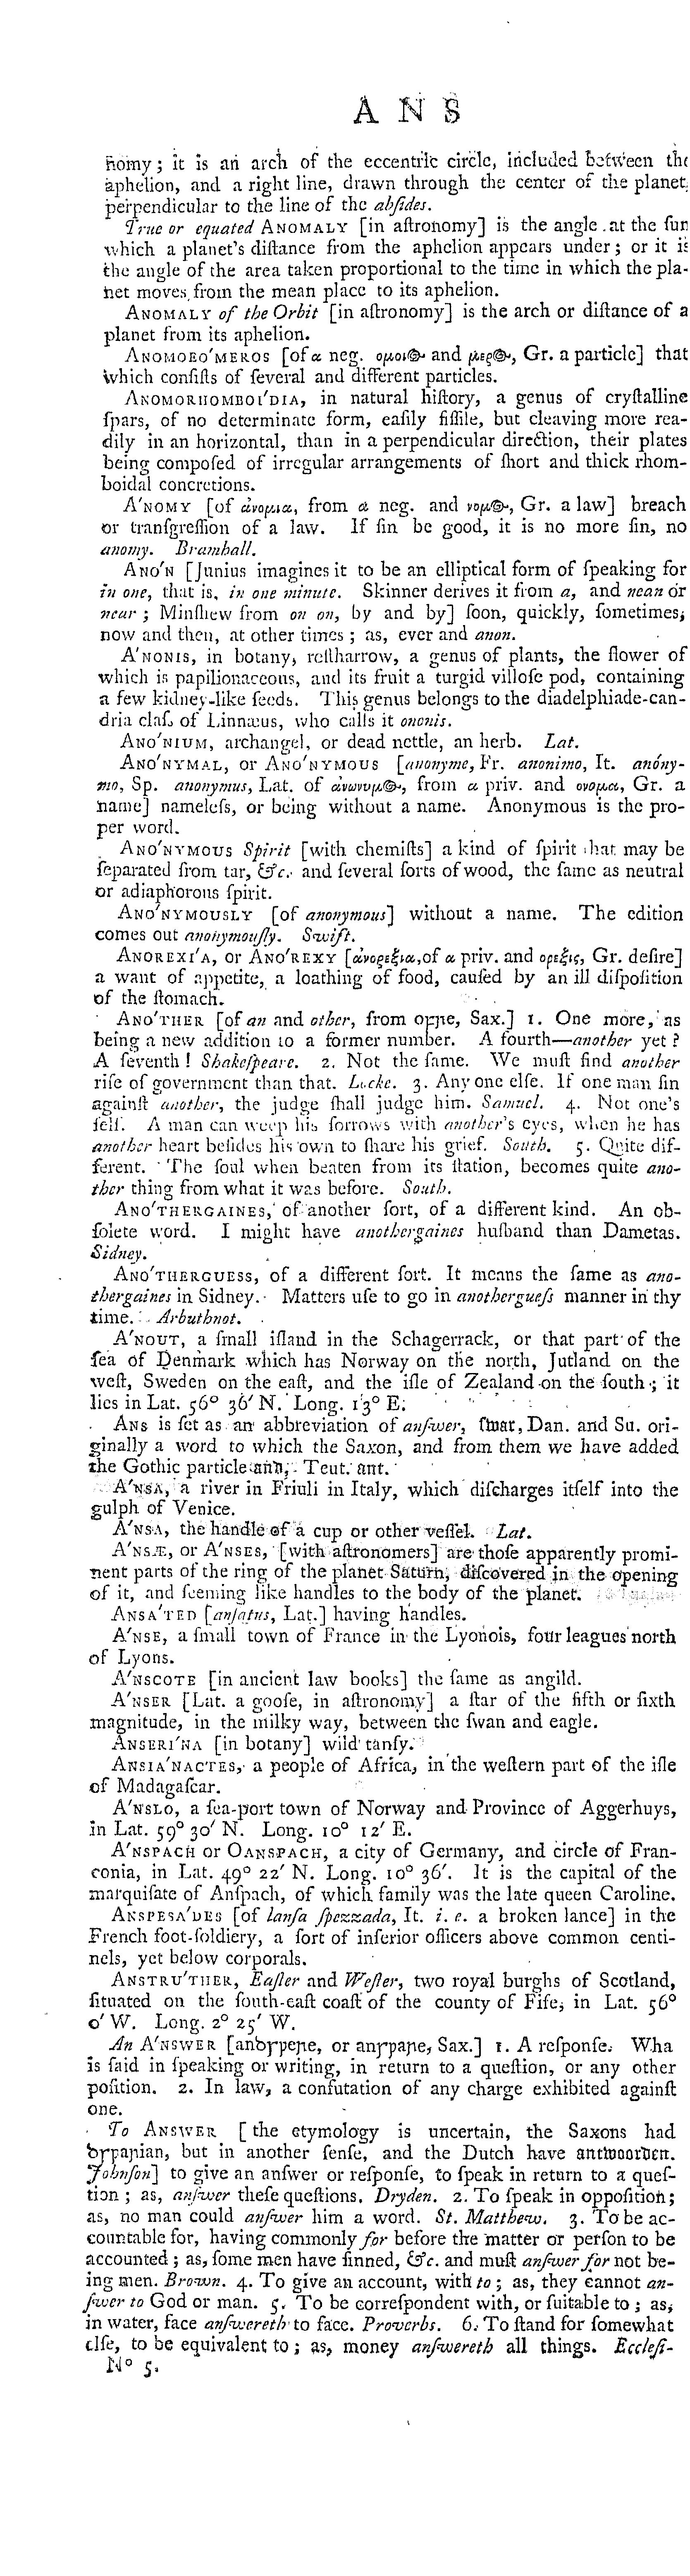 A N S
nomy; it is an arch of the eccentric circle, included between the
aphelion, and a right line, drawn through the center of the planet,
perpendicular to the line of the abſides.
True or equated ANOMALY [in aſtronomy] is the angle at the ſun
which a planet's diſtance from the aphelion appears under; or it is
the angle of the area taken proportional to the time in which the pla-
net moves from the mean place to its aphelion.
ANOMALY of the Orbit [in aſtronomy] is the arch or diſtance of a
planet from its aphelion.
ANOMOEO'MEROS [of α neg. ομοι and μερ, Gr. a particle] that
which conſiſts of ſeveral and different particles.
ANOMORHOMBOI'DIA, in natural hiſtory, a genus of cryſtalline
ſpars, of no determinate form, eaſily fiſſile, but cleaving more rea-
dily in an horizontal, than in a perpendicular direction, their plates
being compoſed of irregular arrangements of ſhort and thick rhom-
boidal concretions.
A'NOMY [of ἀνομια, from α neg. and νομ, Gr. a law] breach
or tranſgreſſion of a law. If ſin be good, it is no more ſin, no
anomy. Bramhall.
ANO'N [Junius imagines it to be an elliptical form of ſpeaking for
in one, that is, in one minute. Skinner derives it from a, and nean or
near; Minſhew from on on, by and by] ſoon, quickly, ſometimes;
now and then, at other times; as, ever and anon.
A'NONIS, in botany, reſtharrow, a genus of plants, the flower of
which is papilionaceous, and its fruit a turgid villoſe pod, containing
a few kidney-like ſeeds. This genus belongs to the diadelphiade-can-
dria claſs of Linnæus, who calls it ononis.
ANO'NIUM, archangel, or dead nettle, an herb. Lat.
ANO'NYMAL, or ANO'NYMOUS [anonyme, Fr. anonimo, It. anóny-
mo, Sp. anonymus, Lat. of ἀνωνυμ, from α priv. and ονομα, Gr. a
name] nameleſs, or being without a name. Anonymous is the pro-
per word.
ANO'NYMOUS Spirit [with chemiſts] a kind of ſpirit that may be
ſeparated from tar, &c. and ſeveral ſorts of wood, the ſame as neutral
or adiaphorous ſpirit.
ANO'NYMOUSLY [of anonymous] without a name. The edition
comes out anonymouſly. Swift.
ANOREXI'A, or ANO'REXY [ἀνορεξια, of α priv. and ορεξις, Gr. deſire]
a want of appetite, a loathing of food, cauſed by an ill diſpoſition
of the ſtomach.
ANO'THER [of an and other, from oþþe, Sax.] 1. One more, as
being a new addition to a former number. A fourth—another yet?
A ſeventh! Shakeſpeare. 2. Not the ſame. We muſt find another
riſe of government than that. Locke. 3. Any one elſe. If one man ſin
againſt another, the judge ſhall judge him. Samuel. 4. Not one's
ſelf. A man can weep his ſorrows with another's eyes, when he has
another heart beſides his own to ſhare his grief. South. 5. Quite dif-
ferent. The ſoul when beaten from its ſtation, becomes quite ano-
ther thing from what it was before. South.
ANO'THERGAINES, of another ſort, of a different kind. An ob-
ſolete word. I might have anothergaines huſband than Dametas.
Sidney.
ANO'THERGUESS, of a different ſort. It means the ſame as ano-
thergaines in Sidney. Matters uſe to go in anothergueſs manner in thy
time. Arbuthnot.
A'NOUT, a ſmall iſland in the Schagerrack, or that part of the
ſea of Denmark which has Norway on the north, Jutland on the
weſt, Sweden on the eaſt, and the iſle of Zealand on the ſouth; it
lies in Lat. 56° 36' N. Long. 13° E.
ANS is ſet as an abbreviation of anſwer, ſwar, Dan. and Su. ori-
ginally a word to which the Saxon, and from them we have added
the Gothic particle and, Teut. ant.
A'NSA, a river in Friuli in Italy, which diſcharges itſelf into the
gulph of Venice.
A'NSA, the handle of a cup or other veſſel. Lat.
A'NSÆ, or A'NSES, [with aſtronomers] are thoſe apparently promi-
nent parts of the ring of the planet Saturn, diſcovered in the opening
of it, and ſeeming like handles to the body of the planet.
ANSA'TED [anſatus, Lat.] having handles.
A'NSE, a ſmall town of France in the Lyonois, four leagues north
of Lyons.
A'NSCOTE [in ancient law books] the ſame as angild.
A'NSER [Lat. a gooſe, in aſtronomy] a ſtar of the fifth or ſixth
magnitude, in the milky way, between the ſwan and eagle.
ANSERI'NA [in botany] wild tanſy.
ANSIA'NACTES, a people of Africa, in the weſtern part of the iſle
of Madagaſcar.
A'NSLO, a ſea-port town of Norway and Province of Aggerhuys,
in Lat. 59° 30' N. Long. 10° 12' E.
A'NSPACH or OANSPACH, a city of Germany, and circle of Fran-
conia, in Lat. 49° 22' N. Long. 10° 36'. It is the capital of the
marquiſate of Anſpach, of which family was the late queen Caroline.
ANSPESA'DES [of lanſa ſpezzada, It. i. e. a broken lance] in the
French foot-ſoldiery, a ſort of inferior officers above common centi-
nels, yet below corporals.
ANSTRU'THER, Eaſter and Weſter, two royal burghs of Scotland,
ſituated on the ſouth-eaſt coaſt of the county of Fife, in Lat. 56°
0' W. Long. 2° 25' W.
An A'NSWER [anꝺꞅpeꞃe, or anꞅpaꞃe, Sax.] 1. A reſponſe. Wha
is ſaid in ſpeaking or writing, in return to a queſtion, or any other
poſition. 2. In law, a confutation of any charge exhibited againſt
one.
To ANSWER [ the etymology is uncertain, the Saxons had
but in another ſenſe, and the Dutch have antwoorden.
Johnſon] to give an anſwer or reſponſe, to ſpeak in return to a queſ-
tion; as, anſwer theſe queſtions. Dryden. 2. To ſpeak in oppoſition;
as, no man could anſwer him a word. St. Matthew. 3. To be ac-
countable for, having commonly for before the matter or perſon to be
accounted; as, ſome men have ſinned, &c. and muſt anſwer for not be-
ing men. Brown. 4. To give an account, with to; as, they cannot an-
ſwer to God or man. 5. To be correſpondent with, or ſuitable to; as,
in water, face anſwereth to face. Proverbs. 6. To ſtand for ſomewhat
elſe, to be equivalent to; as, money anſwereth all things. Eccleſi-
No 5.